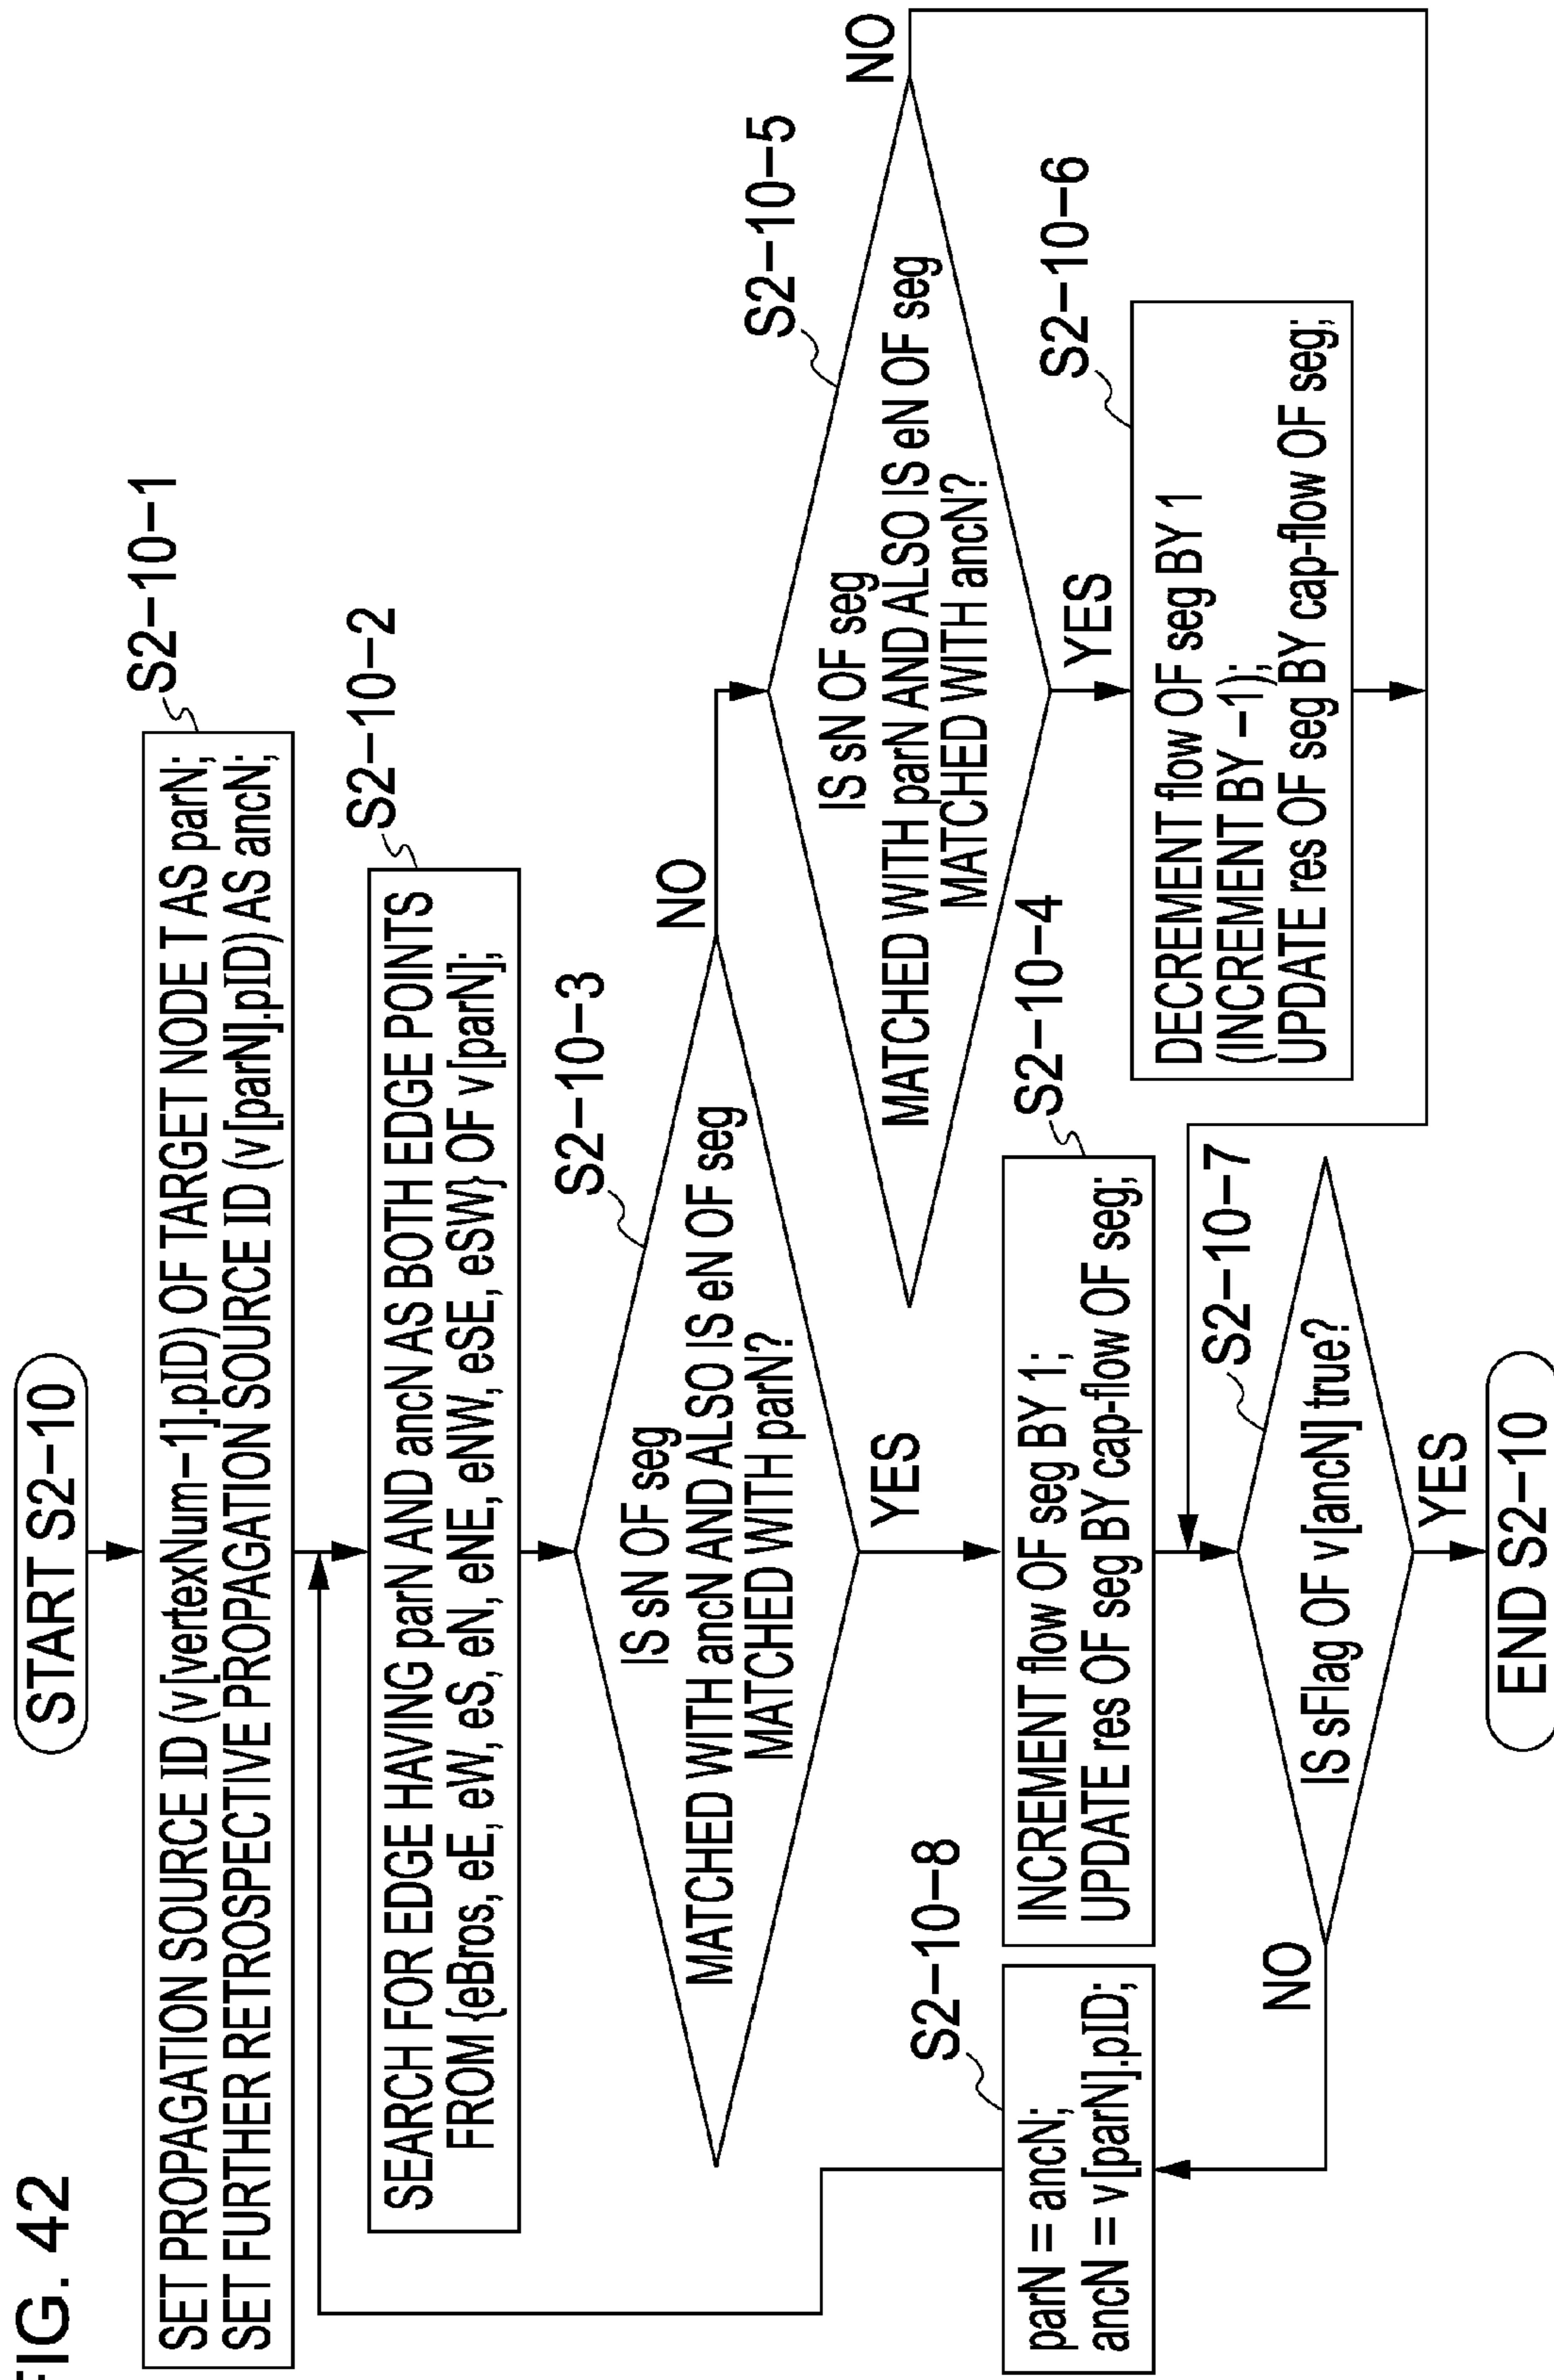 FIG. 42
START S2-10
S2-10-1
SET PROPAGATION SOURCE ID (v [vertexNum-1].pID) OF TARGET NODE T AS parN;
SET FURTHER RETROSPECTIVE PROPAGATION SOURCE ID (v [parN].pID) AS ancN;
S2-10-2
SEARCH FOR EDGE HAVING parN AND ancN AS BOTH EDGE POINTS
FROM {eBros, eE, eW, eS, eN, eNE, eNW, eSE, eSW} OF v [parN];
S2-10-3
IS sN OF seg
MATCHED WITH ancN AND ALSO IS eN OF seg
MATCHED WITH parN?
NO
YES
S2-10-5
IS sN OF seg
MATCHED WITH parN AND ALSO IS eN OF seg
MATCHED WITH ancN?
NO
YES
S2-10-4
INCREMENT flow OF seg BY 1;
UPDATE res OF seg BY cap-flow OF seg;
S2-10-6
DECREMENT flow OF seg BY 1
(INCREMENT BY -1);
UPDATE res OF seg BY cap-flow OF seg;
S2-10-8
parN = ancN;
ancN = v [parN].pID;
S2-10-7
IS sFlag OF v [ancN] true?
NO
YES
END S2-10